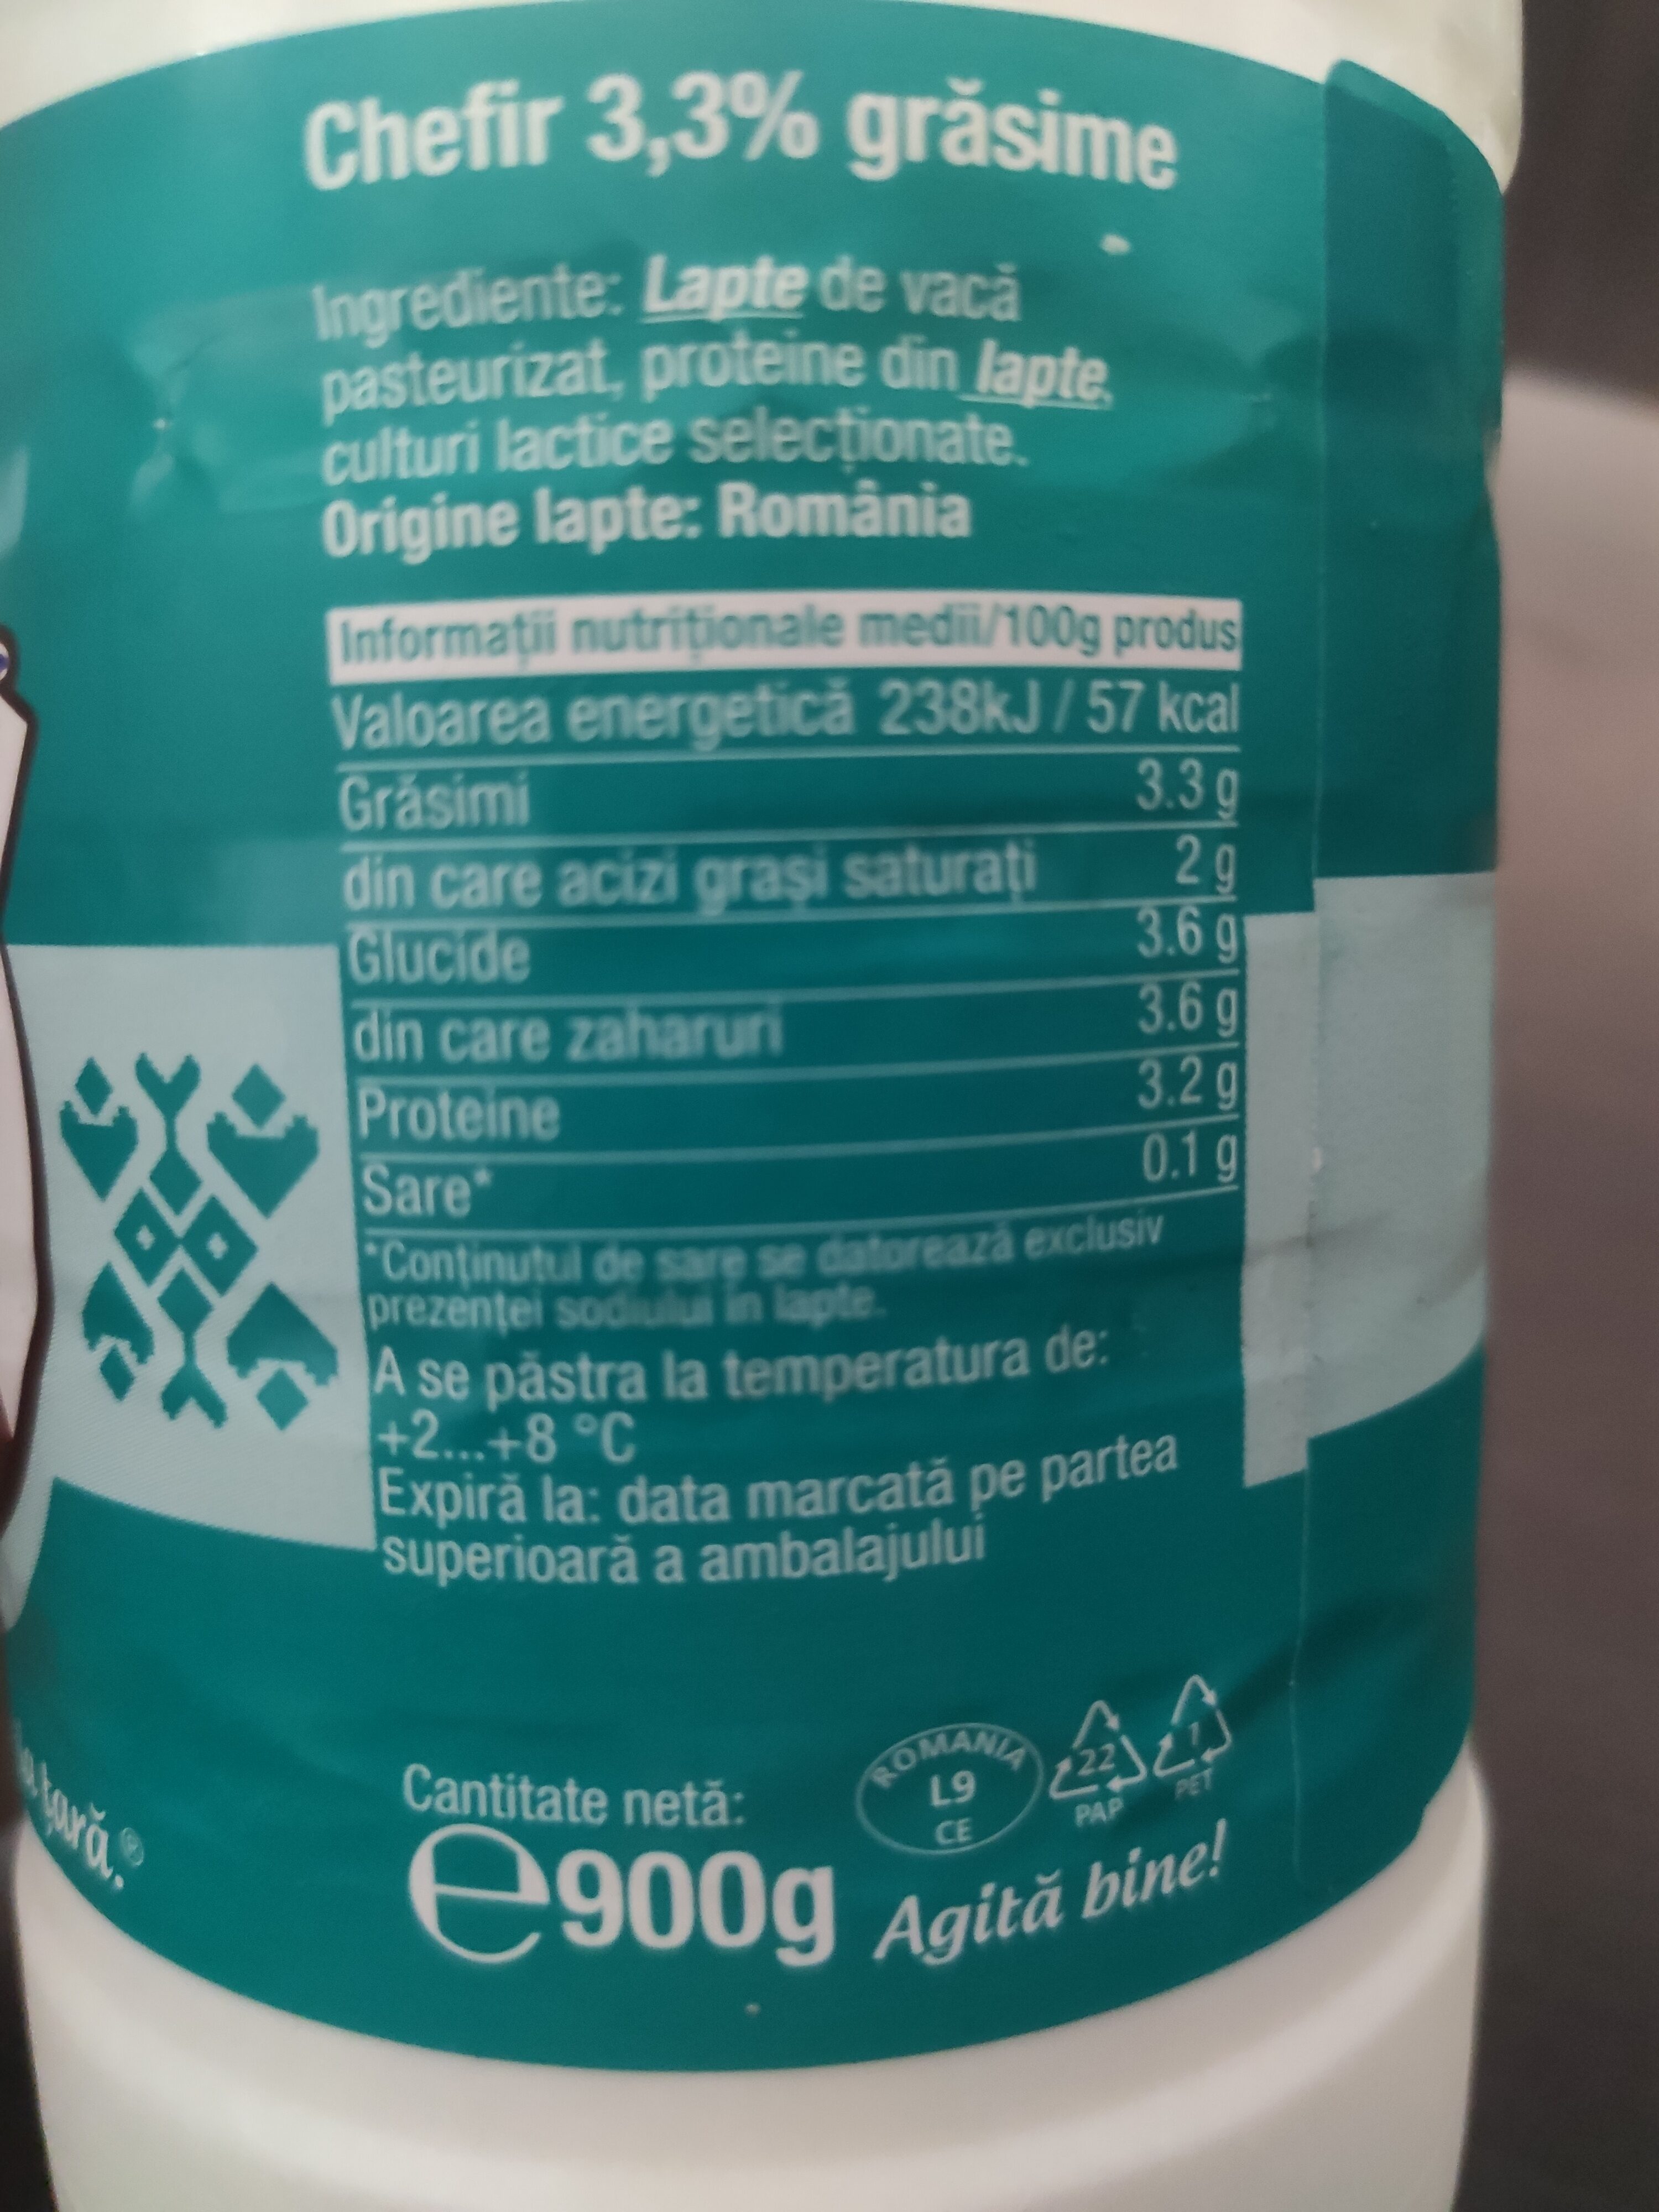 Chefir 3,3% grăsime
Ingrediente: Lapte de vacă
pasteurizat, proteine din lapte,
culturi lactice selecționate.
Origine lapte: România
Informații nutriționale medii/100g produs
Valoarea energetică 238kJ / 57 kcal
Grăsimi 3.3 g
din care acizi grași saturați 2 g
Glucide 3.6 g
din care zaharuri 3.6 g
Proteine 3.2 g
Sare* 0.1 g
*Conținutul de sare se datorează exclusiv
prezenței sodiului în lapte.
A se păstra la temperatura de:
+2...+8 °C
Expiră la: data marcată pe partea
superioară a ambalajului
țară.®
Cantitate netă:
℮900g
ROMANIA
L9
CE
22
PAP
1
PET
Agită bine!